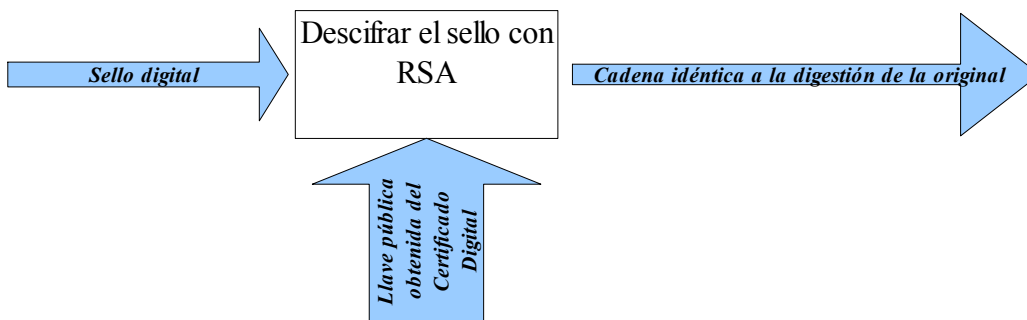 Descifrar el sello con
RSA
Sello digital
Cadena idéntica a la digestión de la original
Llave pública
obtenida del
Certificado
Digital